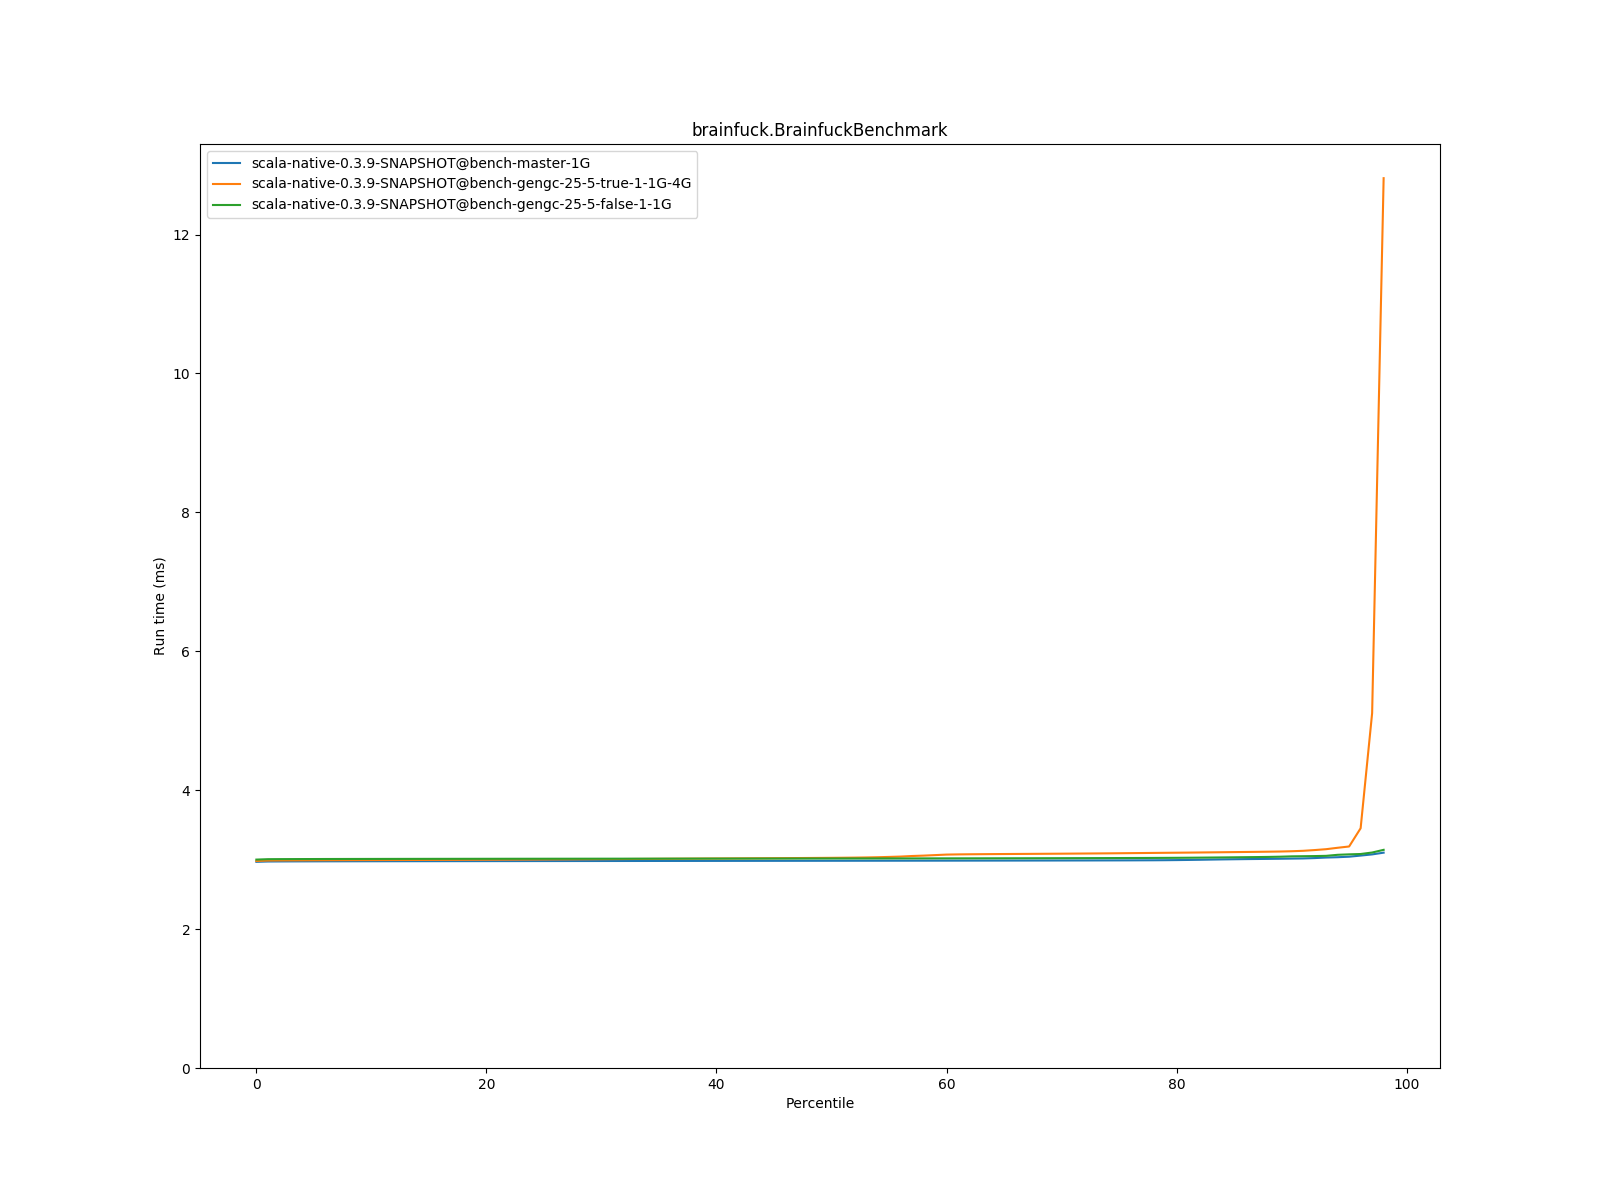 brainfuck.BrainfuckBenchmark
scala-native-0.3.9-SNAPSHOT@bench-master-1G
scala-native-0.3.9-SNAPSHOT@bench-gengc-25-5-true-1-1G-4G
scala-native-0.3.9-SNAPSHOT@bench-gengc-25-5-false-1-1G
12
10
8
6
4
2
0
Run time (ms)
0 20 40 60 80 100
Percentile